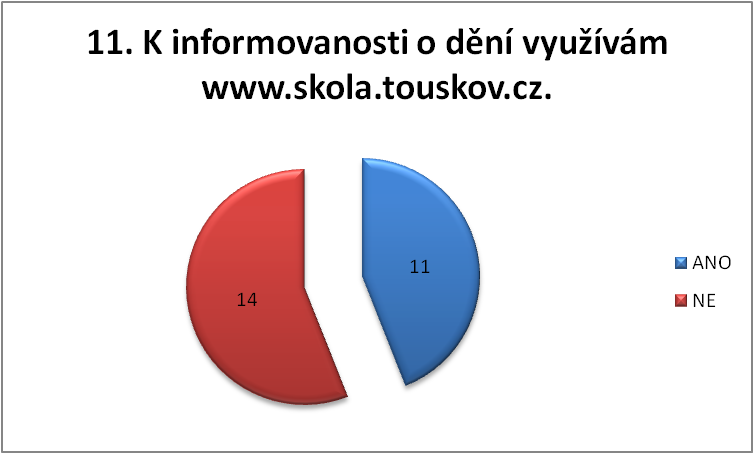 11. K informovanosti o dění využívám
www.skola.touskov.cz.
11
14
ANO
NE